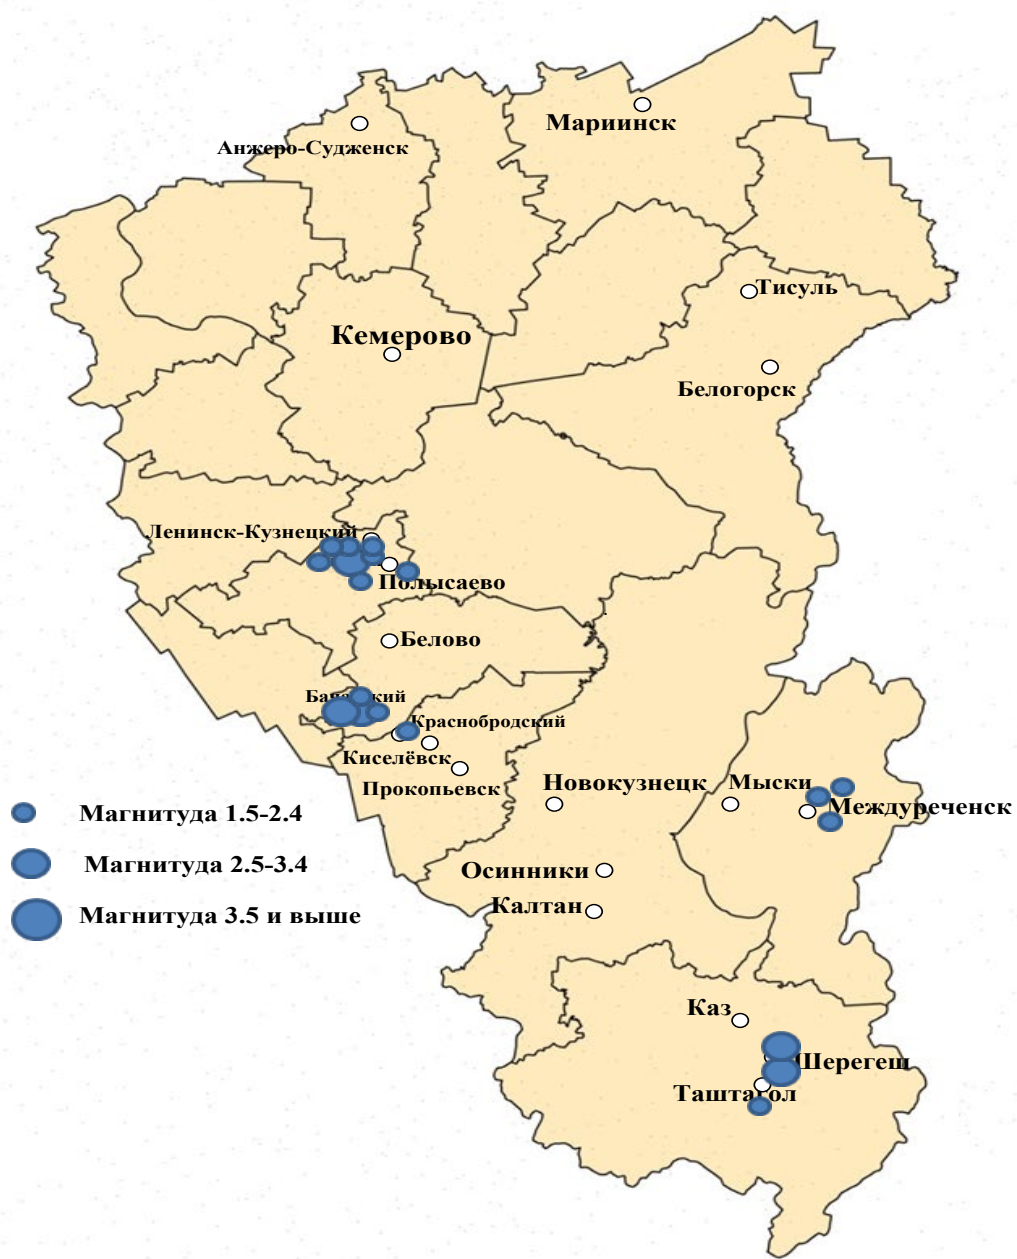 Мариинск
Анжеро-Судженск
Тисуль
Кемерово
Белогорск
Ленинск-Кузнецкий
Полысаево
Белово
Краснобродский
Киселёвск
Прокопьевск
Новокузнецк
Мыски
Междуреченск
Магнитуда 1.5-2.4
Магнитуда 2.5-3.4
Магнитуда 3.5 и выше
Осинники
Калтан
Каз
Шерегеш
Таштагол